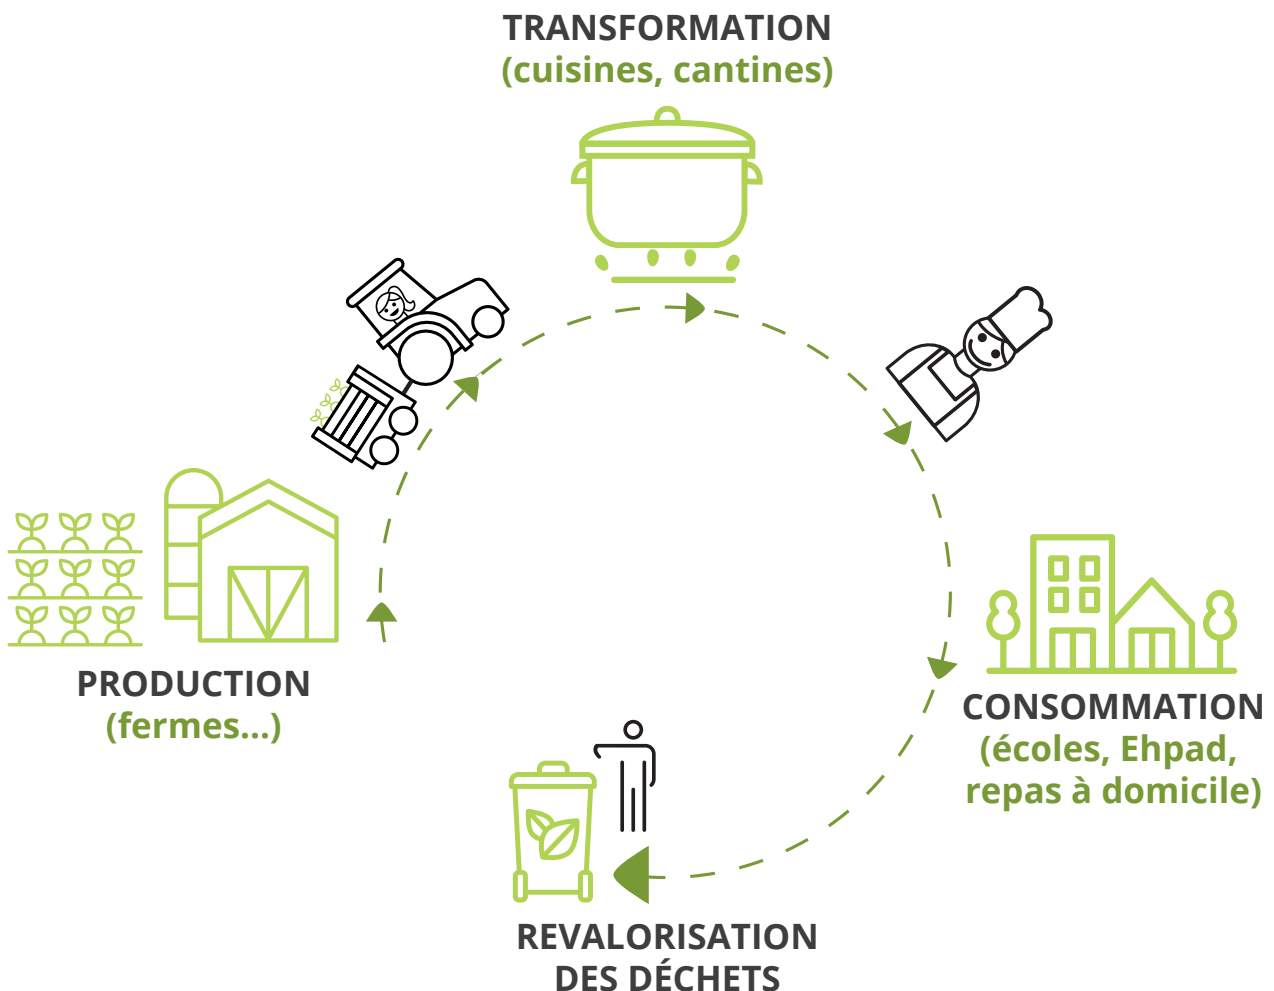 TRANSFORMATION
(cuisines, cantines)
PRODUCTION
(fermes...)
CONSOMMATION
(écoles, Ehpad,
repas à domicile)
REVALORISATION
DES DÉCHETS